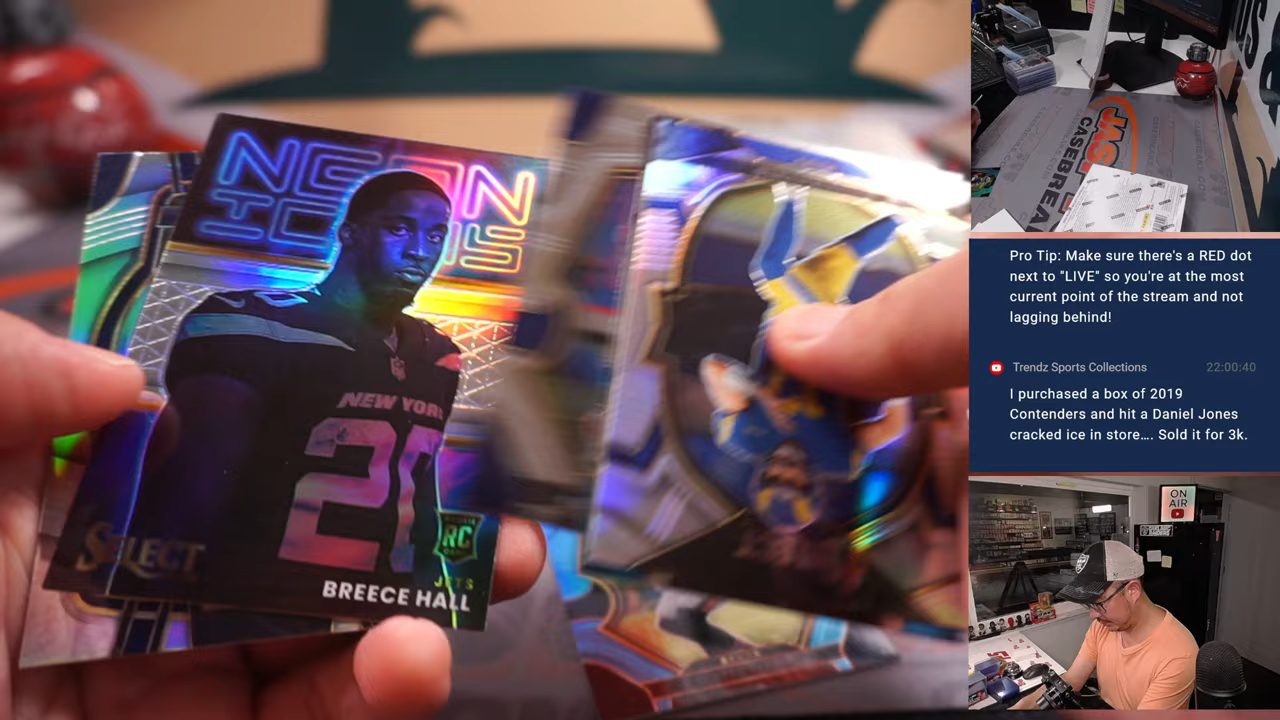 NEON
ICONS
NEW YORK
20
SELECT
RC
JETS
BREECE HALL
JASPY
CASEBREA
Pro Tip: Make sure there's a RED dot
next to "LIVE" so you're at the most
current point of the stream and not
lagging behind!
Trendz Sports Collections
22:00:40
I purchased a box of 2019
Contenders and hit a Daniel Jones
cracked ice in store…. Sold it for 3k.
ON
AIR